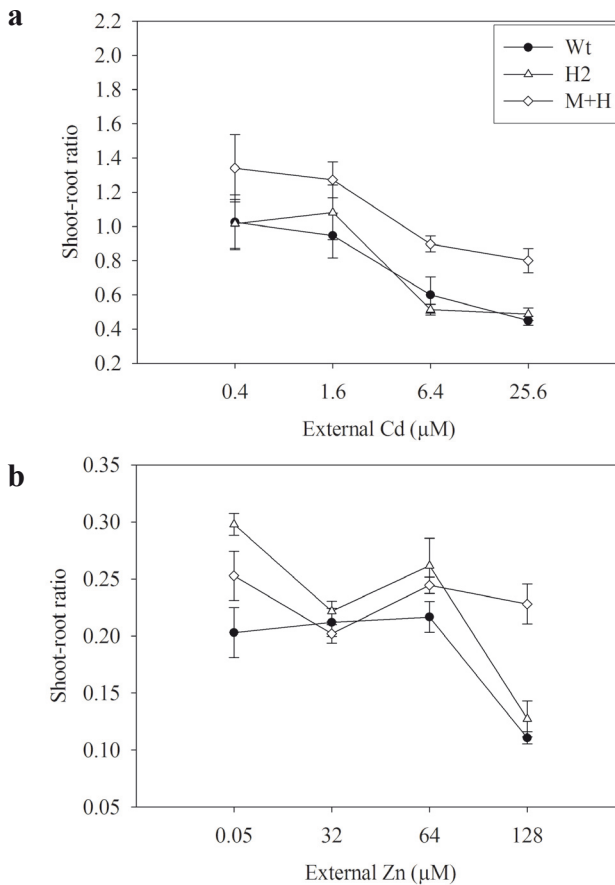 a
2.2
2.0
1.8
1.6
1.4
1.2
1.0
0.8
0.6
0.4
0.2
Shoot-root ratio
Wt
H2
M+H
0.4 1.6 6.4 25.6
External Cd (µM)
b
0.35
0.30
0.25
0.20
0.15
0.10
0.05
Shoot-root ratio
0.05 32 64 128
External Zn (µM)